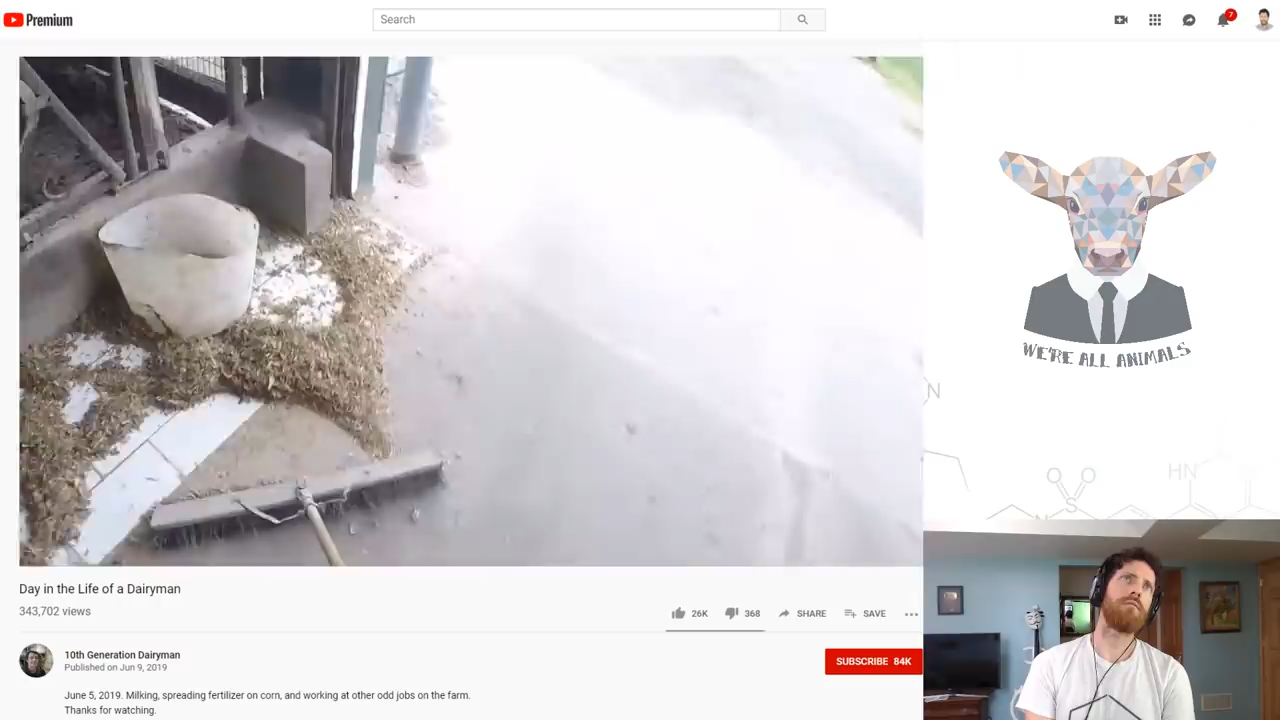 Premium
Search
7
WE'RE ALL ANIMALS
N
HN
O O
S
N
Day in the Life of a Dairyman
343,702 views
26K
368
SHARE
SAVE
10th Generation Dairyman
Published on Jun 9, 2019
SUBSCRIBE 84K
June 5, 2019. Milking, spreading fertilizer on corn, and working at other odd jobs on the farm.
Thanks for watching.